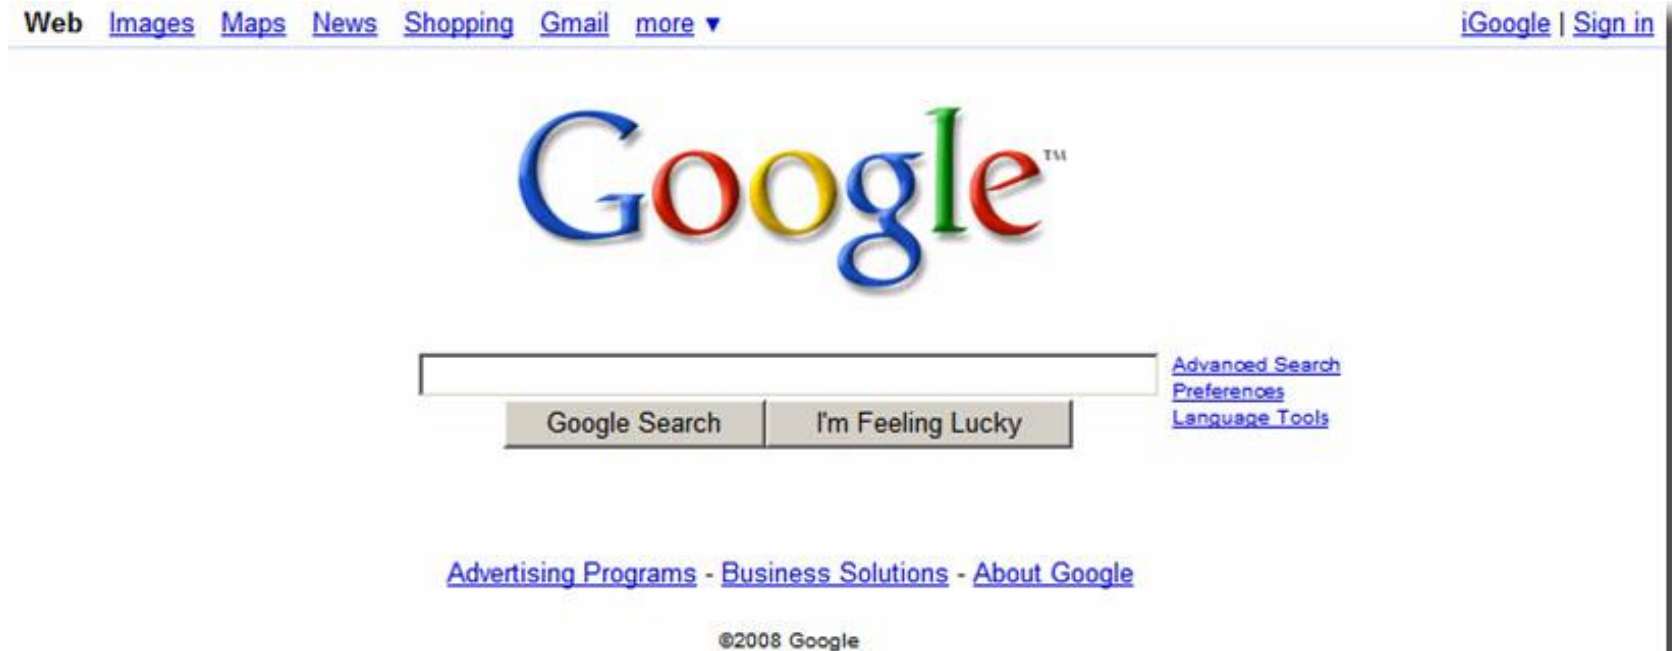 Web Images Maps News Shopping Gmail more ▼ iGoogle | Sign in
Google™
Advanced Search
Preferences
Language Tools
Google Search I'm Feeling Lucky
Advertising Programs - Business Solutions - About Google
©2008 Google